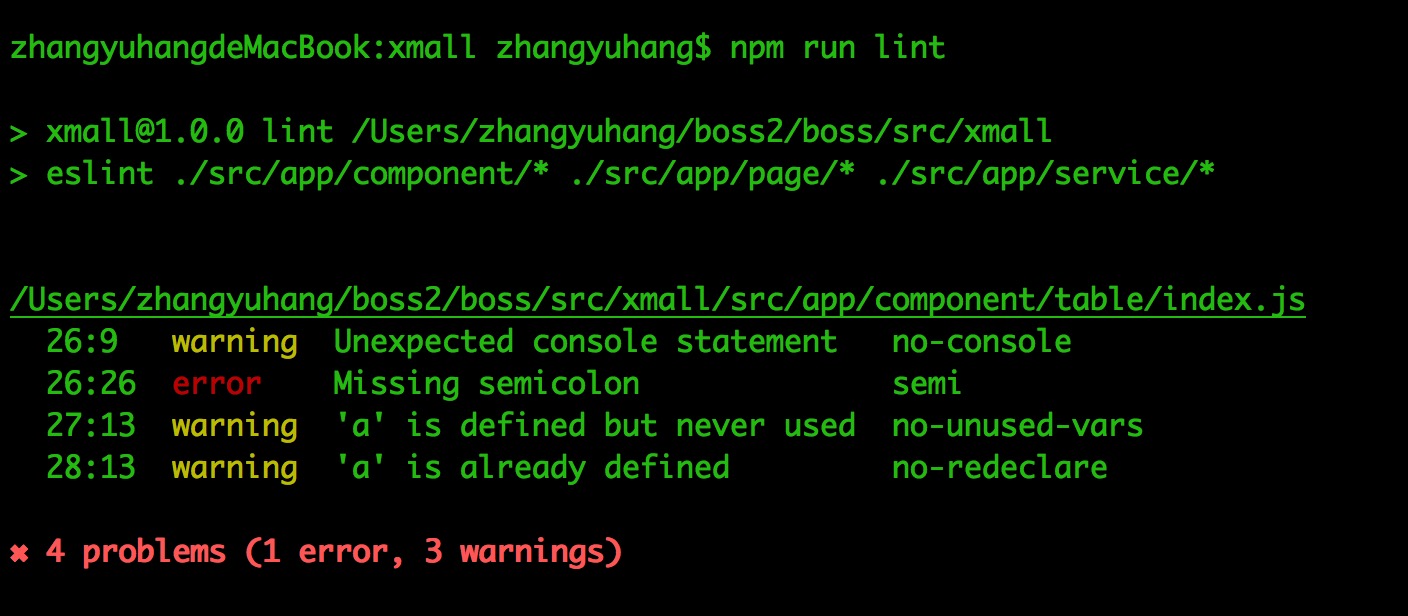 zhangyuhangdeMacBook:xmall zhangyuhang$ npm run lint
> xmall@1.0.0 lint /Users/zhangyuhang/boss2/boss/src/xmall
> eslint ./src/app/component/* ./src/app/page/* ./src/app/service/*
/Users/zhangyuhang/boss2/boss/src/xmall/src/app/component/table/index.js
26:9 warning Unexpected console statement no-console
26:26 error Missing semicolon semi
27:13 warning 'a' is defined but never used no-unused-vars
28:13 warning 'a' is already defined no-redeclare
✖ 4 problems (1 error, 3 warnings)